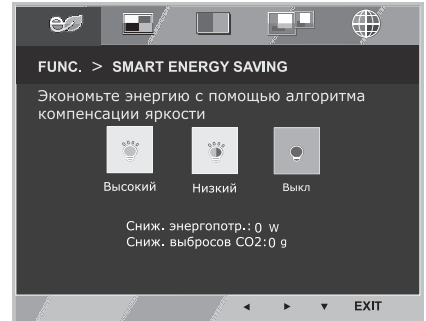 FUNC. > SMART ENERGY SAVING
Экономьте энергию с помощью алгоритма
компенсации яркости
Высокий Низкий Выкл
Сниж. энергопотр.: 0 W
Сниж. выбросов CO2:0 g
EXIT